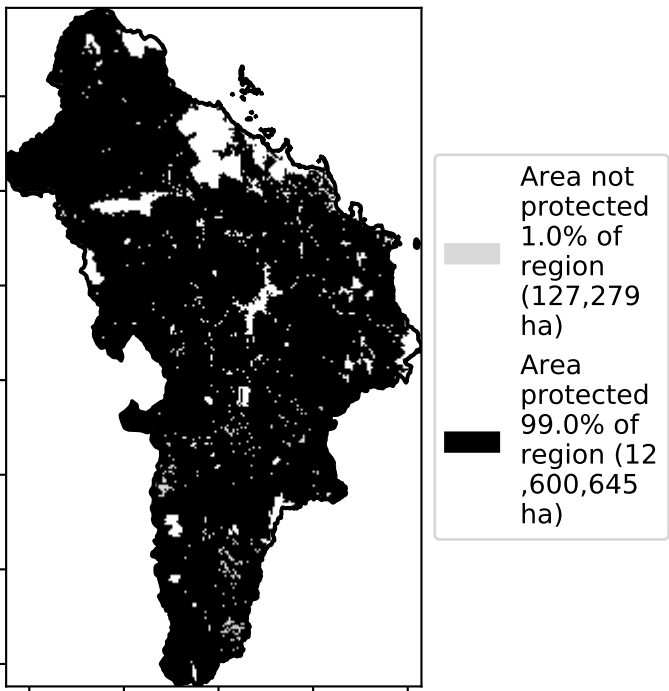 Area not
protected
1.0% of
region
(127,279
ha)
Area
protected
99.0% of
region (12
,600,645
ha)